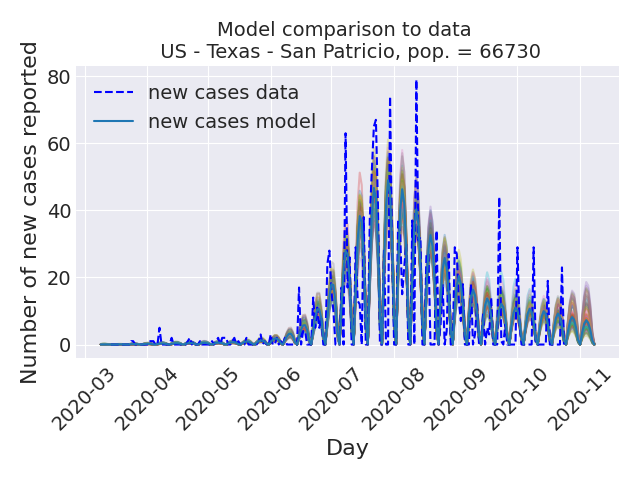 Model comparison to data
US - Texas - San Patricio, pop. = 66730
Number of new cases reported
80
60
40
20
0
new cases data
new cases model
2020-03
2020-04
2020-05
2020-06
2020-07
2020-08
2020-09
2020-10
2020-11
Day